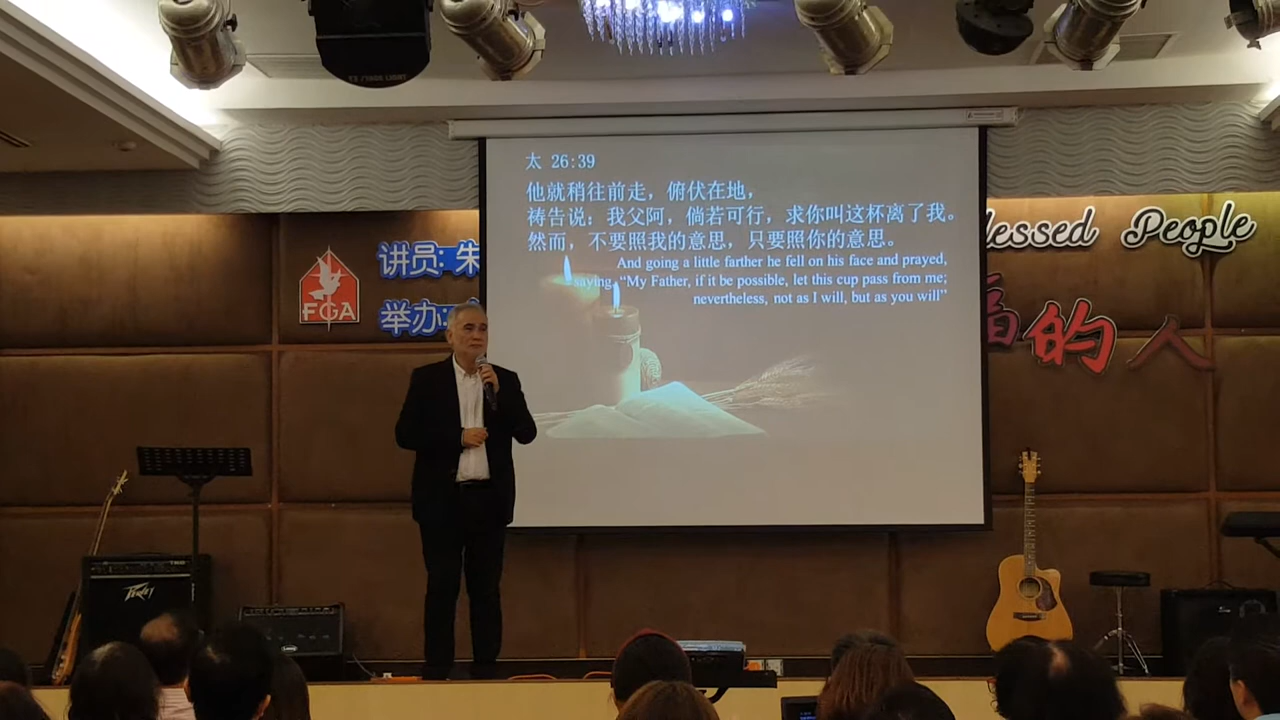 太 26:39
他就稍往前走，俯伏在地，
祷告说：我父阿，倘若可行，求你叫这杯离了我。
然而，不要照我的意思，只要照你的意思。
And going a little farther he fell on his face and prayed,
saying, “My Father, if it be possible, let this cup pass from me;
nevertheless, not as I will, but as you will”
讲员: 朱
举办:
FGA
lessed People
福的人
PEAVEY